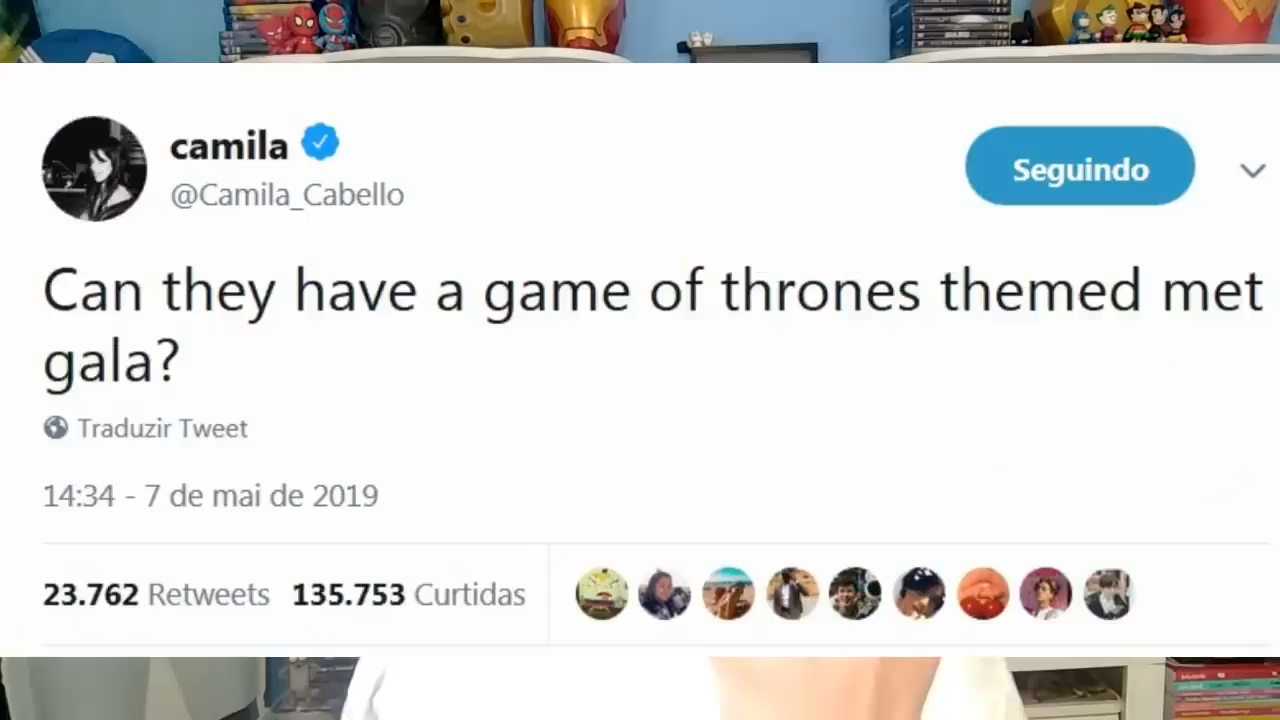 camila
@Camila_Cabello
Seguindo
Can they have a game of thrones themed met
gala?
Traduzir Tweet
14:34 - 7 de mai de 2019
23.762 Retweets 135.753 Curtidas